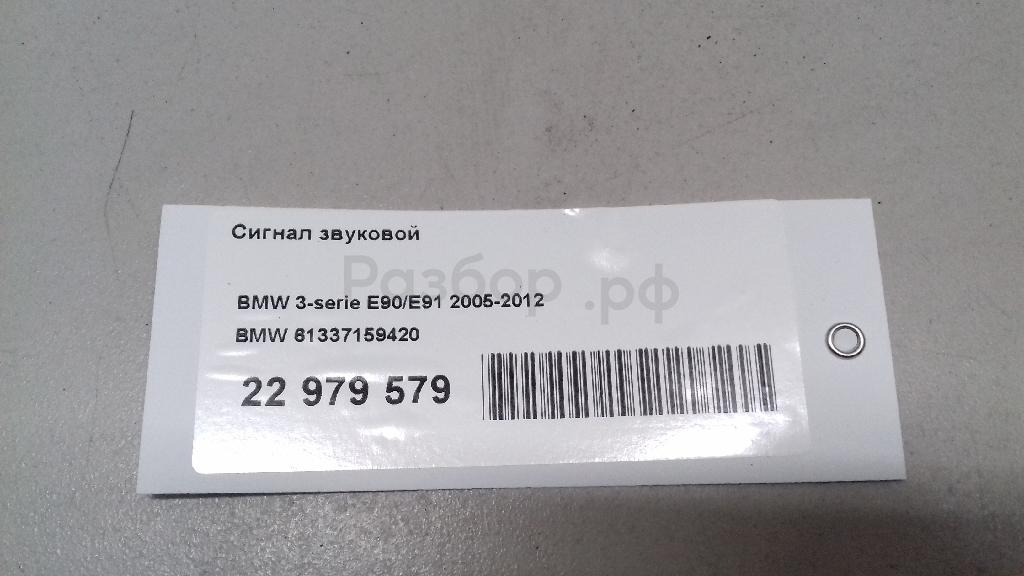 Сигнал звуковой
Разбор.рф
BMW 3-serie E90/E91 2005-2012
BMW 61337159420
22 979 579